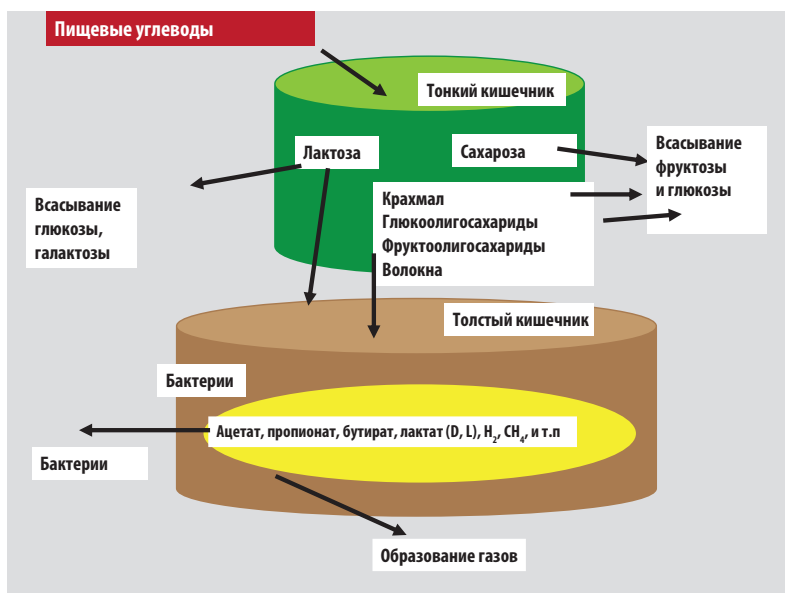 Пищевые углеводы
Тонкий кишечник
Лактоза
Сахароза
Всасывание
фруктозы
и глюкозы
Всасывание
глюкозы,
галактозы
Крахмал
Глюкоолигосахариды
Фруктоолигосахариды
Волокна
Толстый кишечник
Бактерии
Ацетат, пропионат, бутират, лактат (D, L), H₂, CH₄, и т.п
Бактерии
Образование газов